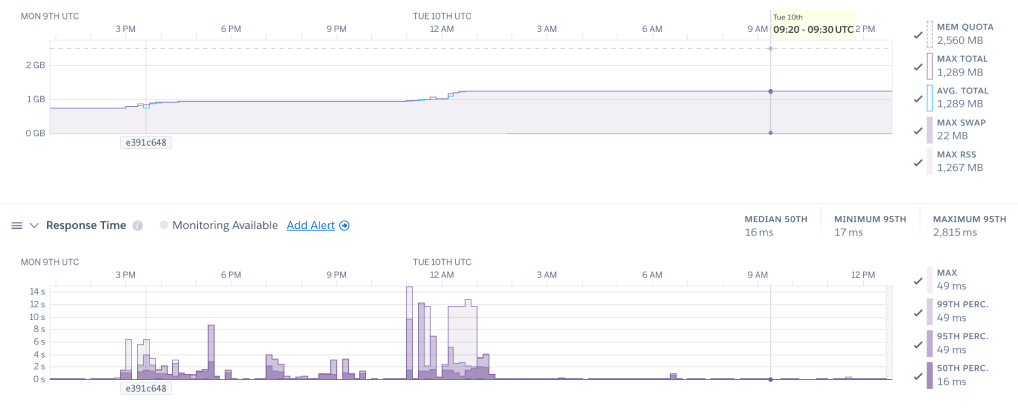 MON 9TH UTC
TUE 10TH UTC
Tue 10th
3 PM 6 PM 9 PM 12 AM 3 AM 6 AM 9 AM 09:20 - 09:30 UTC 2 PM
2 GB
1 GB
0 GB
e391c648
MEM QUOTA
2,560 MB
MAX TOTAL
1,289 MB
AVG. TOTAL
1,289 MB
MAX SWAP
22 MB
MAX RSS
1,267 MB
Response Time i Monitoring Available Add Alert
MEDIAN 50TH MINIMUM 95TH MAXIMUM 95TH
16 ms 17 ms 2,815 ms
MON 9TH UTC TUE 10TH UTC
3 PM 6 PM 9 PM 12 AM 3 AM 6 AM 9 AM 12 PM
14 s
12 s
10 s
8 s
6 s
4 s
2 s
0 s
e391c648
MAX
49 ms
99TH PERC.
49 ms
95TH PERC.
49 ms
50TH PERC.
16 ms